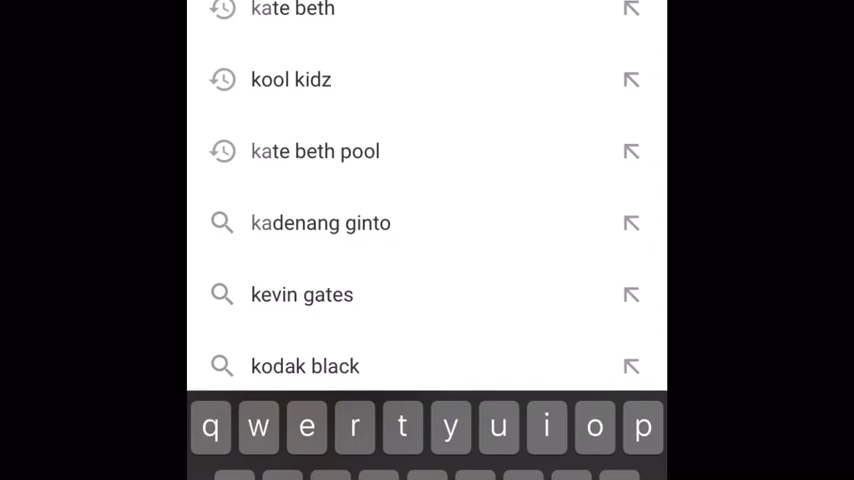 kate beth
kool kidz
kate beth pool
kadenang ginto
kevin gates
kodak black
q w e r t y u i o p